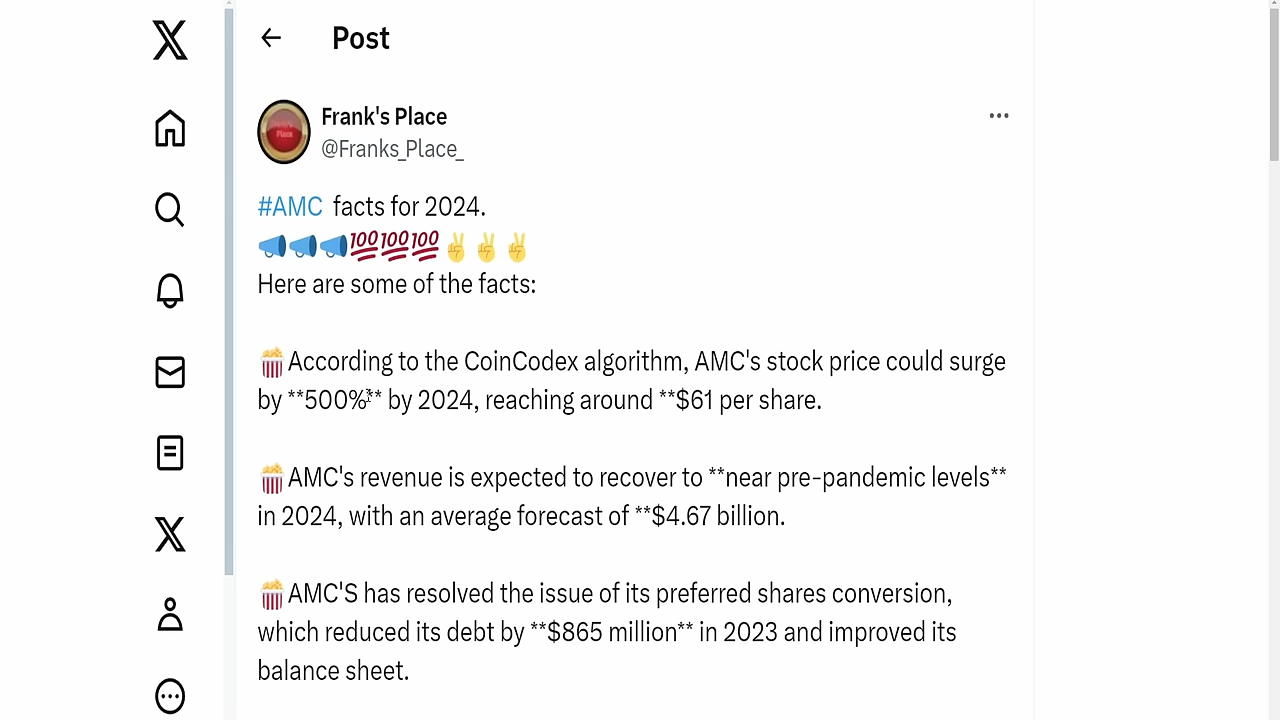 Post
Frank's Place
@Franks_Place_
#AMC facts for 2024.
📣📣📣💯💯💯✌️✌️✌️
Here are some of the facts:
🍿According to the CoinCodex algorithm, AMC's stock price could surge
by **500%** by 2024, reaching around **$61 per share.
🍿AMC's revenue is expected to recover to **near pre-pandemic levels**
in 2024, with an average forecast of **$4.67 billion.
🍿AMC'S has resolved the issue of its preferred shares conversion,
which reduced its debt by **$865 million** in 2023 and improved its
balance sheet.